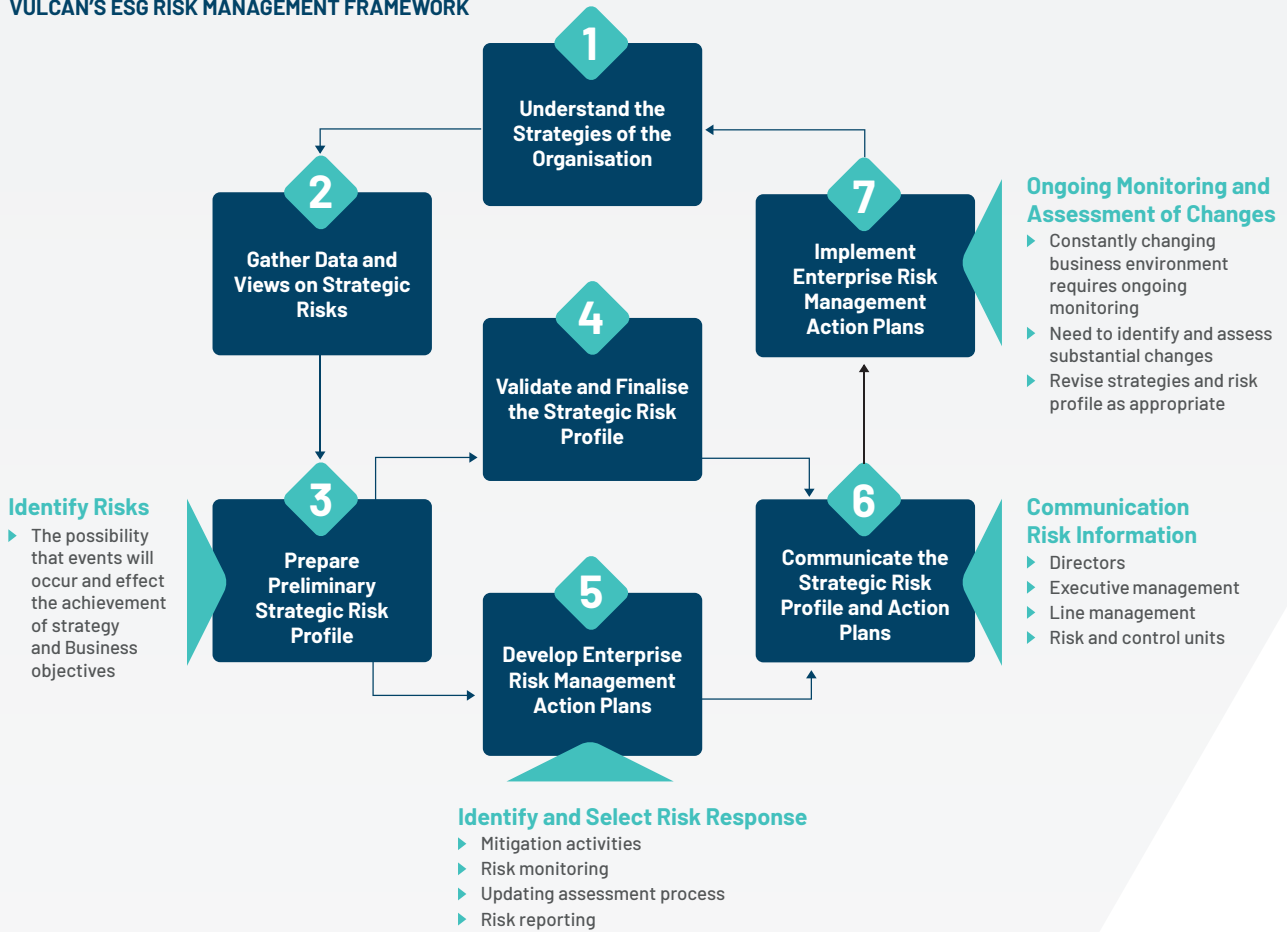 VULCAN'S ESG RISK MANAGEMENT FRAMEWORK
1
Understand the
Strategies of the
Organisation
2
Gather Data and
Views on Strategic
Risks
3
Prepare
Preliminary
Strategic Risk
Profile
Identify Risks
The possibility
that events will
occur and effect
the achievement
of strategy
and Business
objectives
4
Validate and Finalise
the Strategic Risk
Profile
5
Develop Enterprise
Risk Management
Action Plans
Identify and Select Risk Response
Mitigation activities
Risk monitoring
Updating assessment process
Risk reporting
6
Communicate the
Strategic Risk
Profile and Action
Plans
Communication
Risk Information
Directors
Executive management
Line management
Risk and control units
7
Implement
Enterprise Risk
Management
Action Plans
Ongoing Monitoring and
Assessment of Changes
Constantly changing
business environment
requires ongoing
monitoring
Need to identify and assess
substantial changes
Revise strategies and risk
profile as appropriate